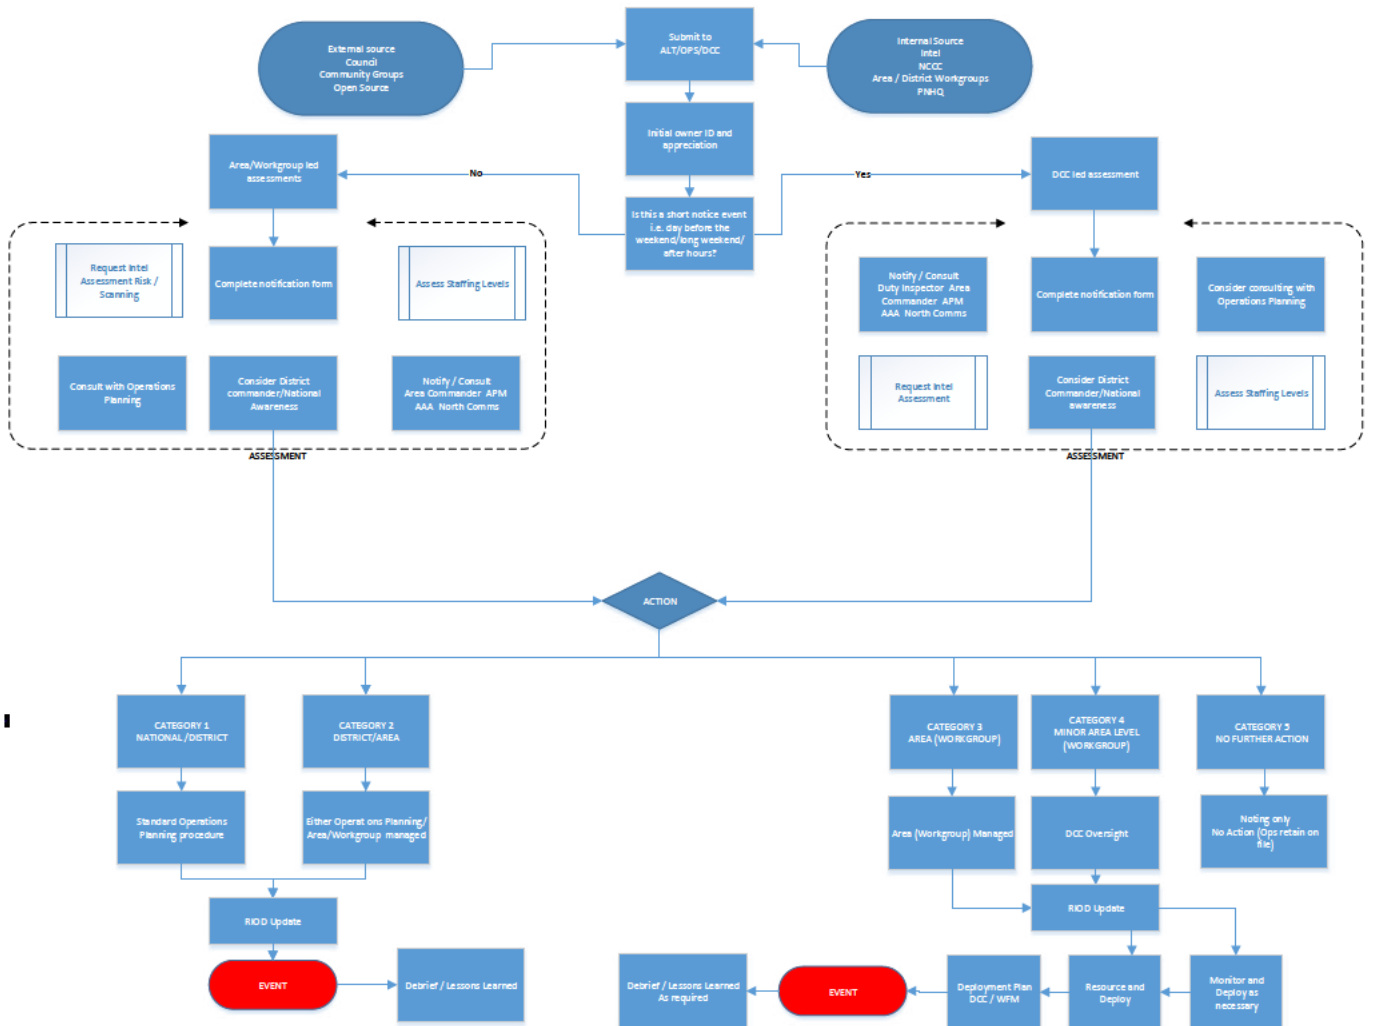 External source
Council
Community Groups
Open Source
Submit to
ALT/OPS/DCC
Internal Source
Intel
NCCC
Area / District Workgroups
PNHQ
Initial owner ID and
appreciation
Area/Workgroup led
assessments
No
Yes
DCC led assessment
Is this a short notice event
i.e. day before the
weekend/long weekend/
after hours?
Request Intel
Assessment Risk /
Scanning
Complete notification form
Assess Staffing Levels
Notify / Consult
Duty Inspector Area
Commander APM
AAA North Comms
Complete notification form
Consider consulting with
Operations Planning
Consult with Operations
Planning
Consider District
commander/National
Awareness
Notify / Consult
Area Commander APM
AAA North Comms
Request Intel
Assessment
Consider District
Commander/National
awareness
Assess Staffing Levels
ASSESSMENT
ASSESSMENT
ACTION
CATEGORY 1
NATIONAL /DISTRICT
CATEGORY 2
DISTRICT/AREA
CATEGORY 3
AREA (WORKGROUP)
CATEGORY 4
MINOR AREA LEVEL
(WORKGROUP)
CATEGORY 5
NO FURTHER ACTION
Standard Operations
Planning procedure
Either Operations Planning/
Area/Workgroup managed
Area (Workgroup) Managed
DCC Oversight
Noting only
No Action (Ops retain on
file)
RIOD Update
RIOD Update
EVENT
Debrief / Lessons Learned
Debrief / Lessons Learned
As required
EVENT
Deployment Plan
DCC / WFM
Resource and
Deploy
Monitor and
Deploy as
necessary